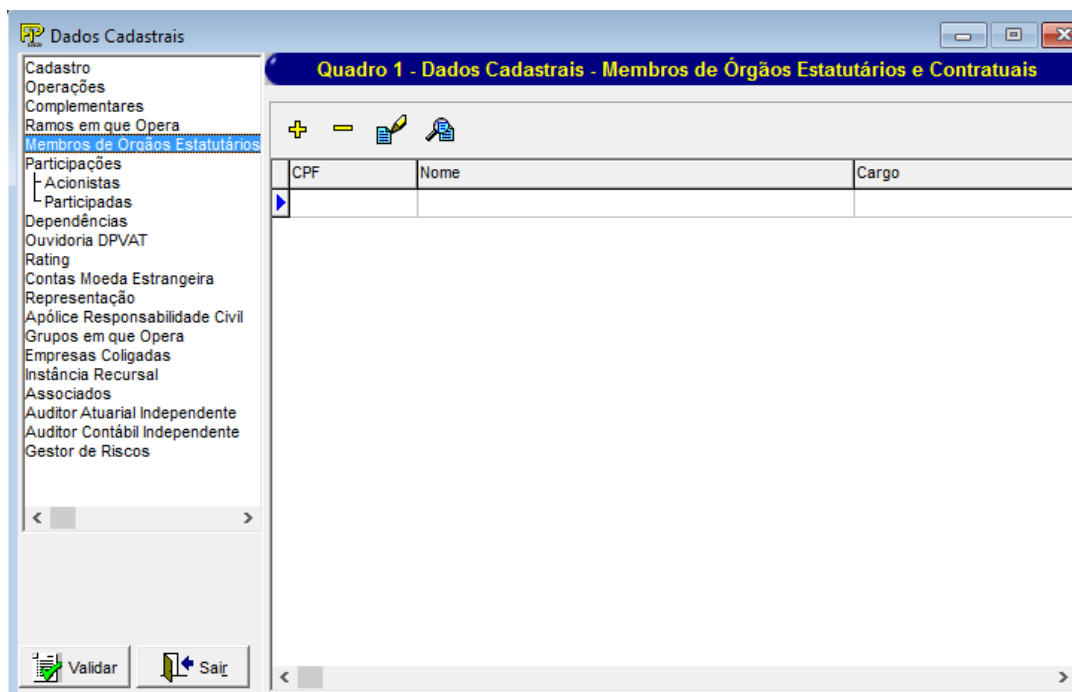 Dados Cadastrais
Quadro 1 - Dados Cadastrais - Membros de Órgãos Estatutários e Contratuais
Cadastro
Operações
Complementares
Ramos em que Opera
Membros de Orgãos Estatutários
Participações
Acionistas
Participadas
Dependências
Ouvidoria DPVAT
Rating
Contas Moeda Estrangeira
Representação
Apólice Responsabilidade Civil
Grupos em que Opera
Empresas Coligadas
Instância Recursal
Associados
Auditor Atuarial Independente
Auditor Contábil Independente
Gestor de Riscos
CPF Nome Cargo
Validar Sair